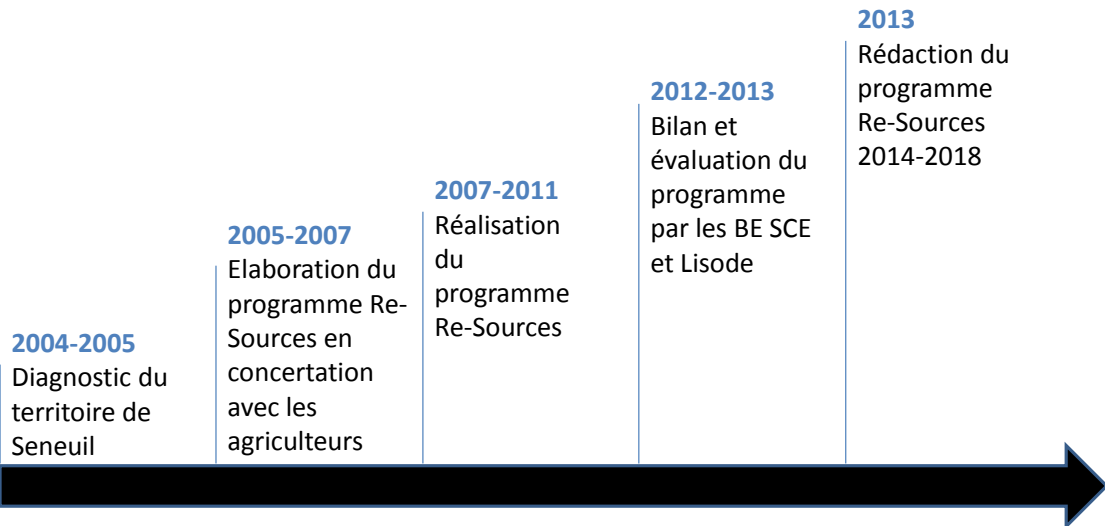 2004-2005
Diagnostic du
territoire de
Seneuil
2005-2007
Elaboration du
programme Re-
Sources en
concertation
avec les
agriculteurs
2007-2011
Réalisation
du
programme
Re-Sources
2012-2013
Bilan et
évaluation du
programme
par les BE SCE
et Lisode
2013
Rédaction du
programme
Re-Sources
2014-2018